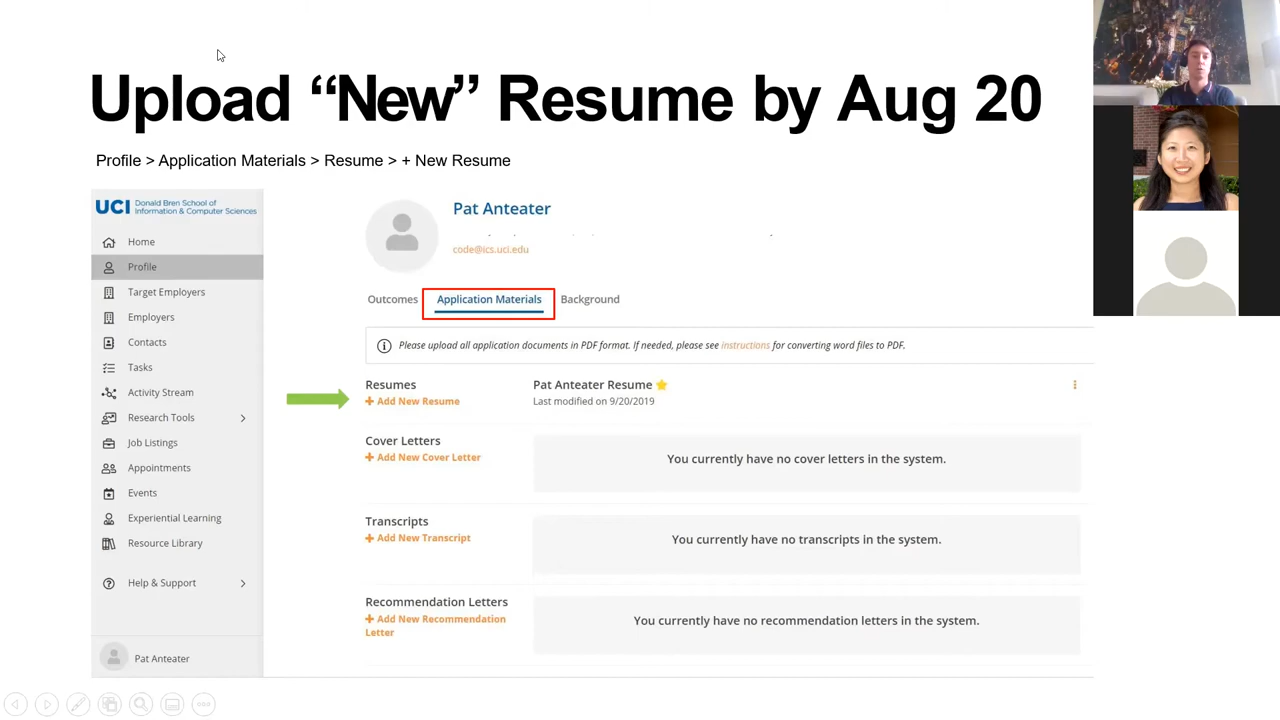 Upload “New” Resume by Aug 20
Profile > Application Materials > Resume > + New Resume
UCI Donald Bren School of
Information & Computer Sciences
Home
Profile
Target Employers
Employers
Contacts
Tasks
Activity Stream
Research Tools
Job Listings
Appointments
Events
Experiential Learning
Resource Library
Help & Support
Pat Anteater
Pat Anteater
code@ics.uci.edu
Outcomes Application Materials Background
Please upload all application documents in PDF format. If needed, please see instructions for converting word files to PDF.
Resumes
+ Add New Resume
Pat Anteater Resume
Last modified on 9/20/2019
Cover Letters
+ Add New Cover Letter
You currently have no cover letters in the system.
Transcripts
+ Add New Transcript
You currently have no transcripts in the system.
Recommendation Letters
+ Add New Recommendation
Letter
You currently have no recommendation letters in the system.